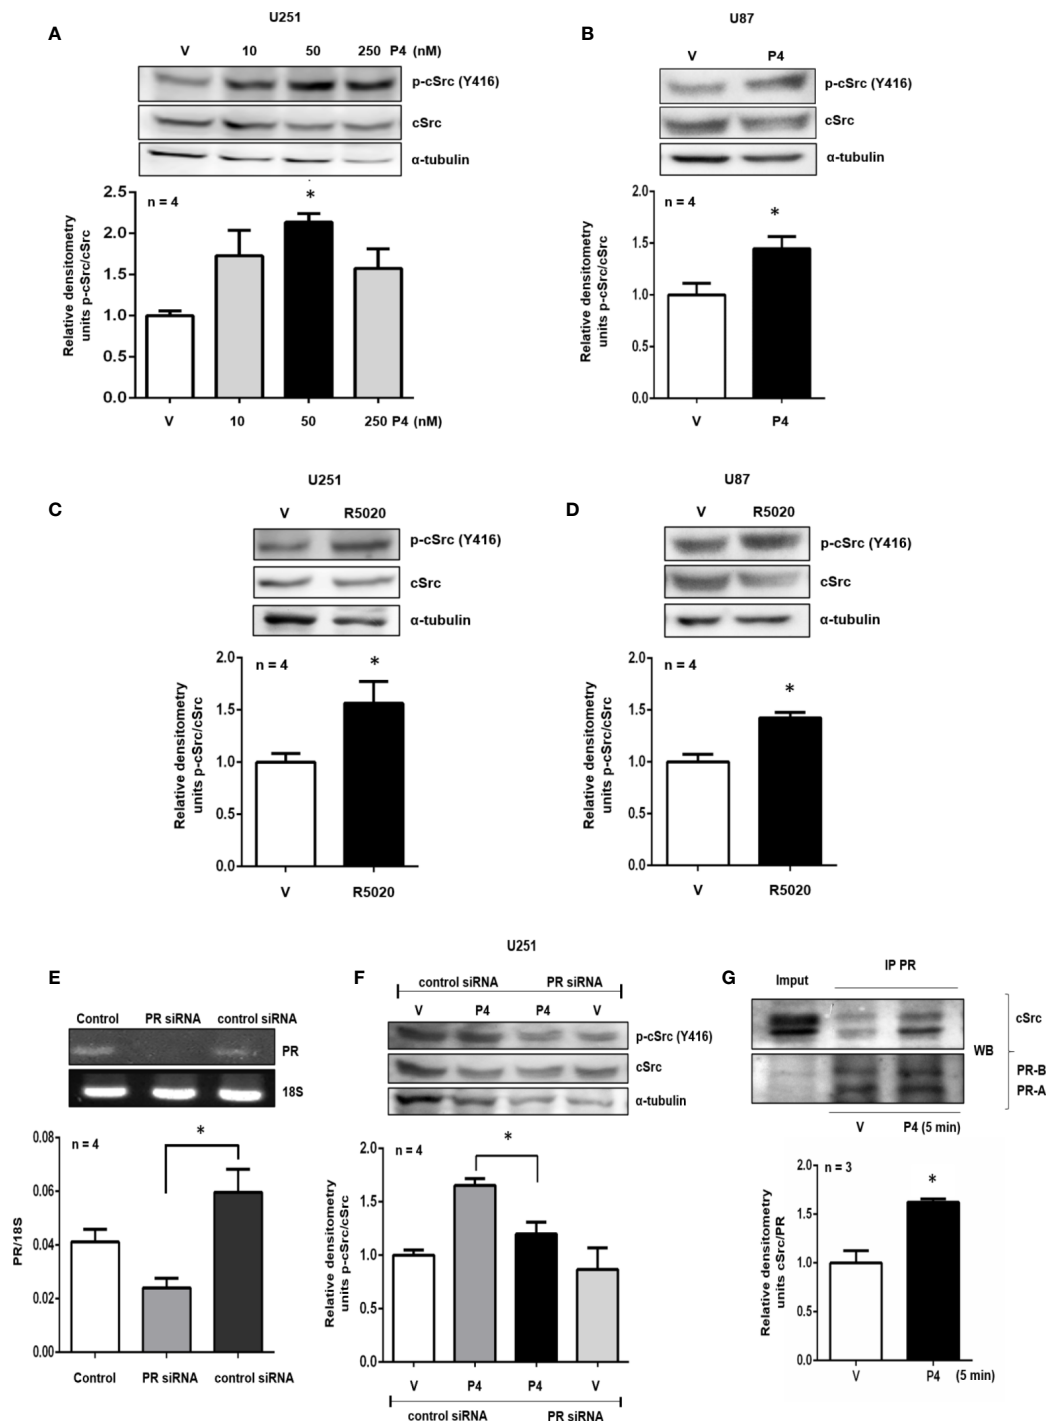 U251
A
V 10 50 250 P4 (nM)
p-cSrc (Y416)
cSrc
α-tubulin
Relative densitometry
units p-cSrc/cSrc
2.5
2.0
1.5
1.0
0.5
0.0
n = 4
*
V 10 50 250 P4 (nM)
U87
B
V P4
p-cSrc (Y416)
cSrc
α-tubulin
Relative densitometry
units p-cSrc/cSrc
2.0
1.5
1.0
0.5
0.0
n = 4
*
V P4
U251
C
V R5020
p-cSrc (Y416)
cSrc
α-tubulin
Relative densitometry
units p-cSrc/cSrc
2.0
1.5
1.0
0.5
0.0
n = 4
*
V R5020
U87
D
V R5020
p-cSrc (Y416)
cSrc
α-tubulin
Relative densitometry
units p-cSrc/cSrc
2.0
1.5
1.0
0.5
0.0
n = 4
*
V R5020
U251
E
Control PR siRNA control siRNA
PR
18S
PR/18S
0.08
0.06
0.04
0.02
0.00
n = 4
*
Control PR siRNA control siRNA
F
control siRNA PR siRNA
V P4 P4 V
p-cSrc (Y416)
cSrc
α-tubulin
Relative densitometry
units p-cSrc/cSrc
2.0
1.5
1.0
0.5
0.0
n = 4
*
V P4 P4 V
control siRNA PR siRNA
G
IP PR
Imput
cSrc
WB
PR-B
PR-A
V P4 (5 min)
Relative densitometry
units cSrc/PR
2.0
1.5
1.0
0.5
0.0
n = 3
*
V P4 (5 min)